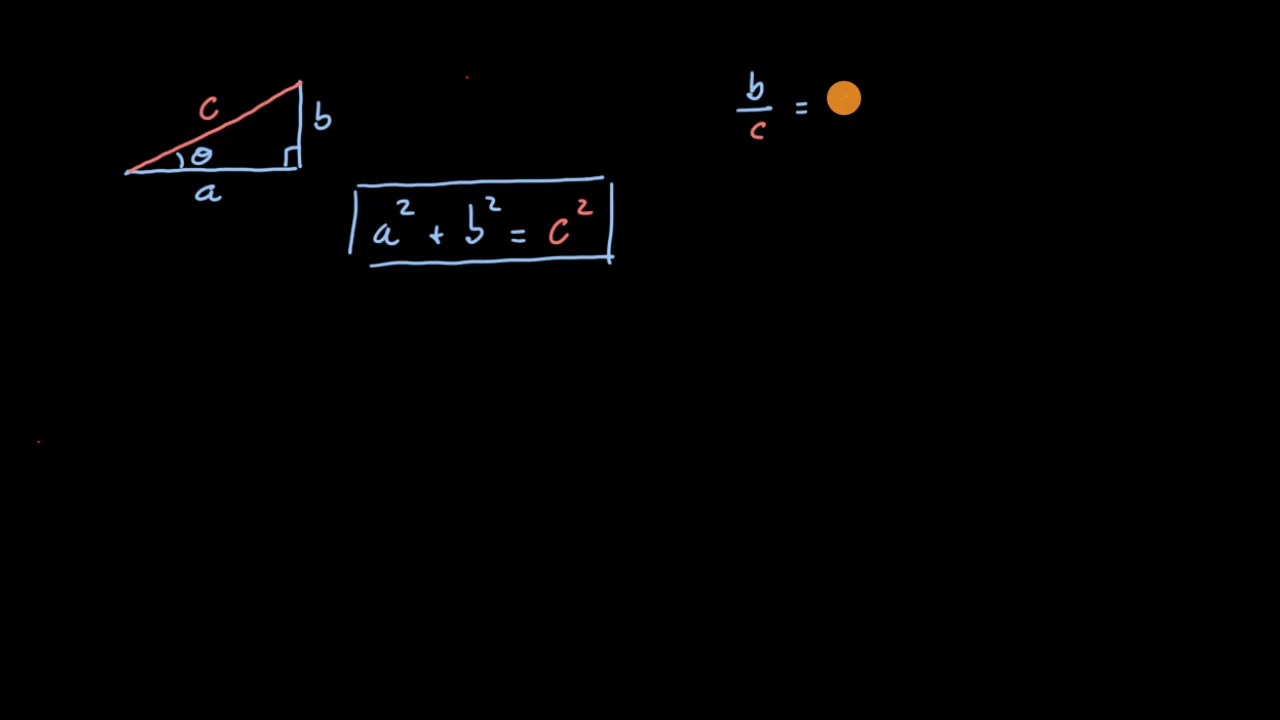 c
b
θ
a
a² + b² = c²
b/c =